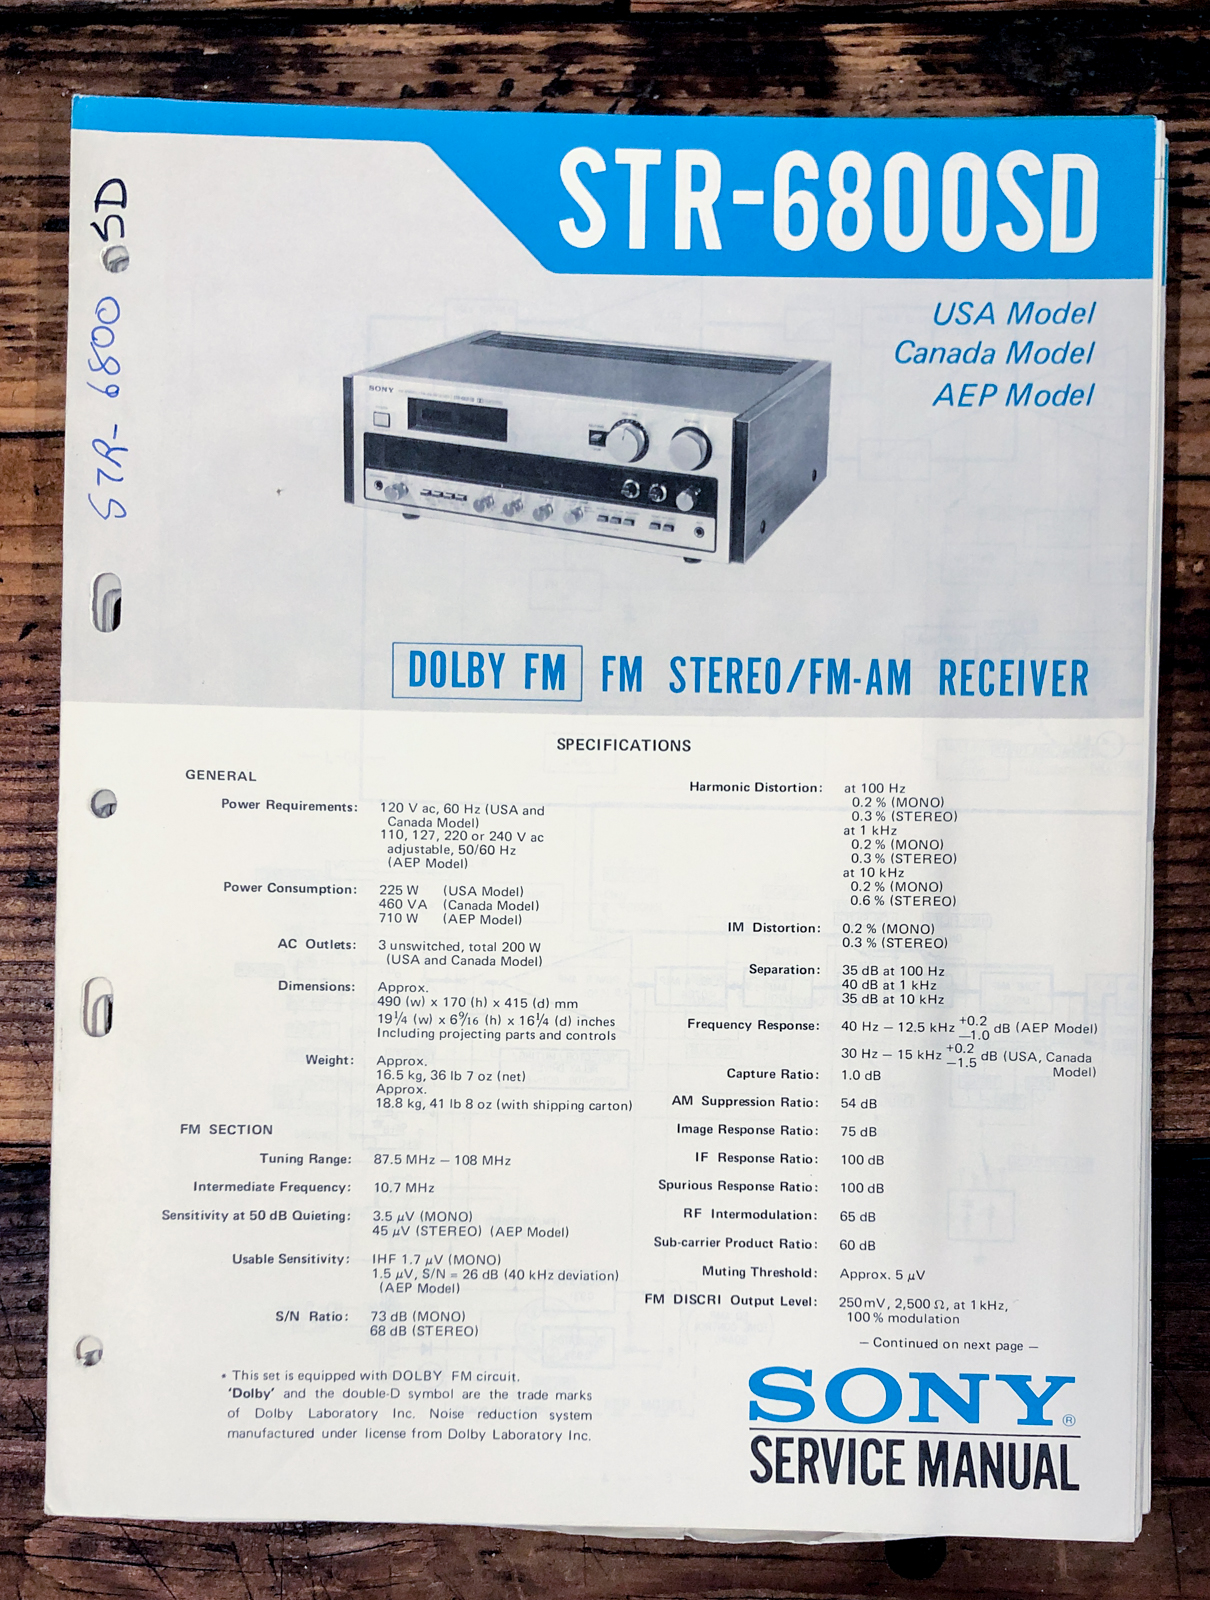 STR-6800SD
STR-6800 SD
USA Model
Canada Model
AEP Model
SONY
DOLBY FM FM STEREO/FM-AM RECEIVER
SPECIFICATIONS
GENERAL
Power Requirements: 120 V ac, 60 Hz (USA and
Canada Model)
110, 127, 220 or 240 V ac
adjustable, 50/60 Hz
(AEP Model)
Power Consumption: 225 W (USA Model)
460 VA (Canada Model)
710 W (AEP Model)
AC Outlets: 3 unswitched, total 200 W
(USA and Canada Model)
Dimensions: Approx.
490 (w) x 170 (h) x 415 (d) mm
19 1/4 (w) x 6 9/16 (h) x 16 1/4 (d) inches
Including projecting parts and controls
Weight: Approx.
16.5 kg, 36 lb 7 oz (net)
Approx.
18.8 kg, 41 lb 8 oz (with shipping carton)
FM SECTION
Tuning Range: 87.5 MHz – 108 MHz
Intermediate Frequency: 10.7 MHz
Sensitivity at 50 dB Quieting: 3.5 µV (MONO)
45 µV (STEREO) (AEP Model)
Usable Sensitivity: IHF 1.7 µV (MONO)
1.5 µV, S/N = 26 dB (40 kHz deviation)
(AEP Model)
S/N Ratio: 73 dB (MONO)
68 dB (STEREO)
Harmonic Distortion: at 100 Hz
0.2 % (MONO)
0.3 % (STEREO)
at 1 kHz
0.2 % (MONO)
0.3 % (STEREO)
at 10 kHz
0.2 % (MONO)
0.6 % (STEREO)
IM Distortion: 0.2 % (MONO)
0.3 % (STEREO)
Separation: 35 dB at 100 Hz
40 dB at 1 kHz
35 dB at 10 kHz
Frequency Response: 40 Hz – 12.5 kHz +0.2 –1.0 dB (AEP Model)
30 Hz – 15 kHz +0.2 –1.5 dB (USA, Canada
Model)
Capture Ratio: 1.0 dB
AM Suppression Ratio: 54 dB
Image Response Ratio: 75 dB
IF Response Ratio: 100 dB
Spurious Response Ratio: 100 dB
RF Intermodulation: 65 dB
Sub-carrier Product Ratio: 60 dB
Muting Threshold: Approx. 5 µV
FM DISCRI Output Level: 250 mV, 2,500 Ω, at 1 kHz,
100 % modulation
– Continued on next page –
• This set is equipped with DOLBY FM circuit.
'Dolby' and the double-D symbol are the trade marks
of Dolby Laboratory Inc. Noise reduction system
manufactured under license from Dolby Laboratory Inc.
SONY®
SERVICE MANUAL